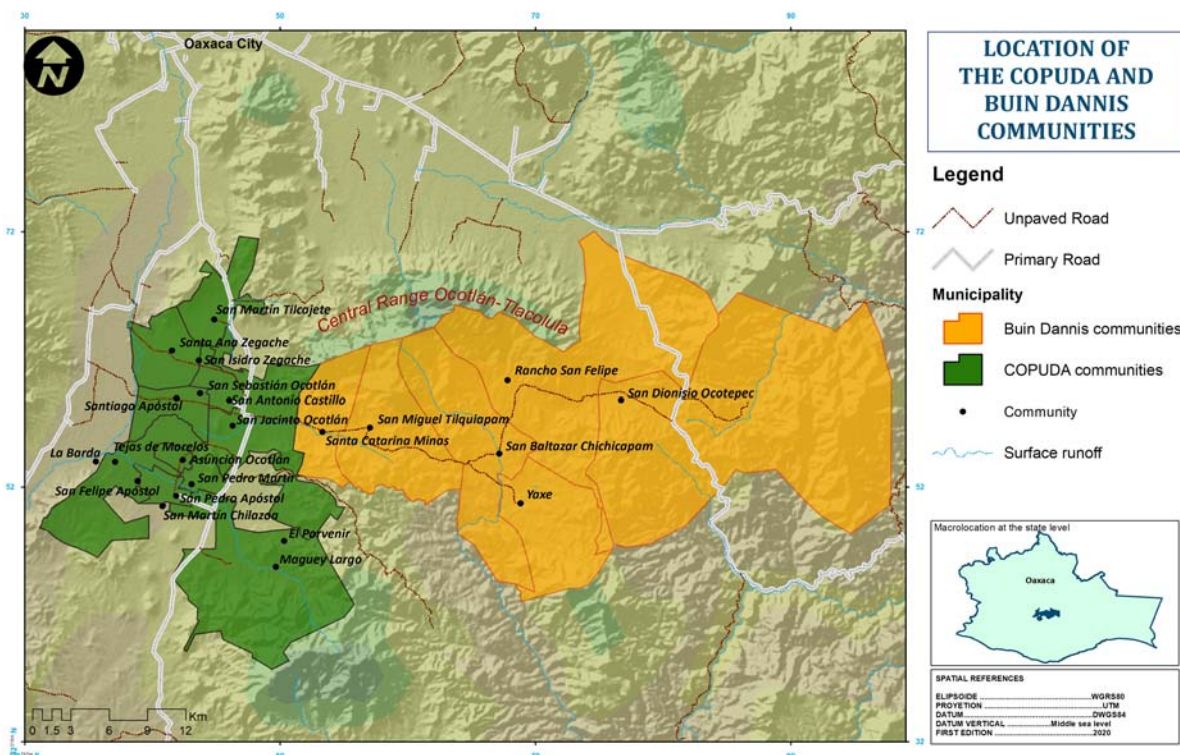 30
50
70
90
Oaxaca City
N
LOCATION OF
THE COPUDA AND
BUIN DANNIS
COMMUNITIES
Legend
Unpaved Road
Primary Road
Municipality
Buin Dannis communities
COPUDA communities
Community
Surface runoff
72
72
Central Range Ocotlán-Tlacolula
San Martín Tilcajete
Santa Ana Zegache
San Isidro Zegache
San Sebastián Ocotlán
Santiago Apóstol
San Antonio Castillo
San Jacinto Ocotlán
Rancho San Felipe
San Dionisio Ocotepec
San Miguel Tilquiapam
Santa Catarina Minas
San Baltazar Chichicapam
Yaxe
La Barda
Tejas de Morelos
Asunción Ocotlán
San Pedro Martir
San Felipe Apóstol
San Pedro Apóstol
San Martín Chilazoa
El Porvenir
Maguey Largo
52
52
Macrolocation at the state level
Oaxaca
SPATIAL REFERENCES
ELIPSOIDE ........ WGRS80
PROYETION ........ UTM
DATUM ........ DWGS84
DATUM VERTICAL ........ Middle sea level
FIRST EDITION ........ 2020
Km
0 1.5 3 6 9 12
32
50
70
90
32